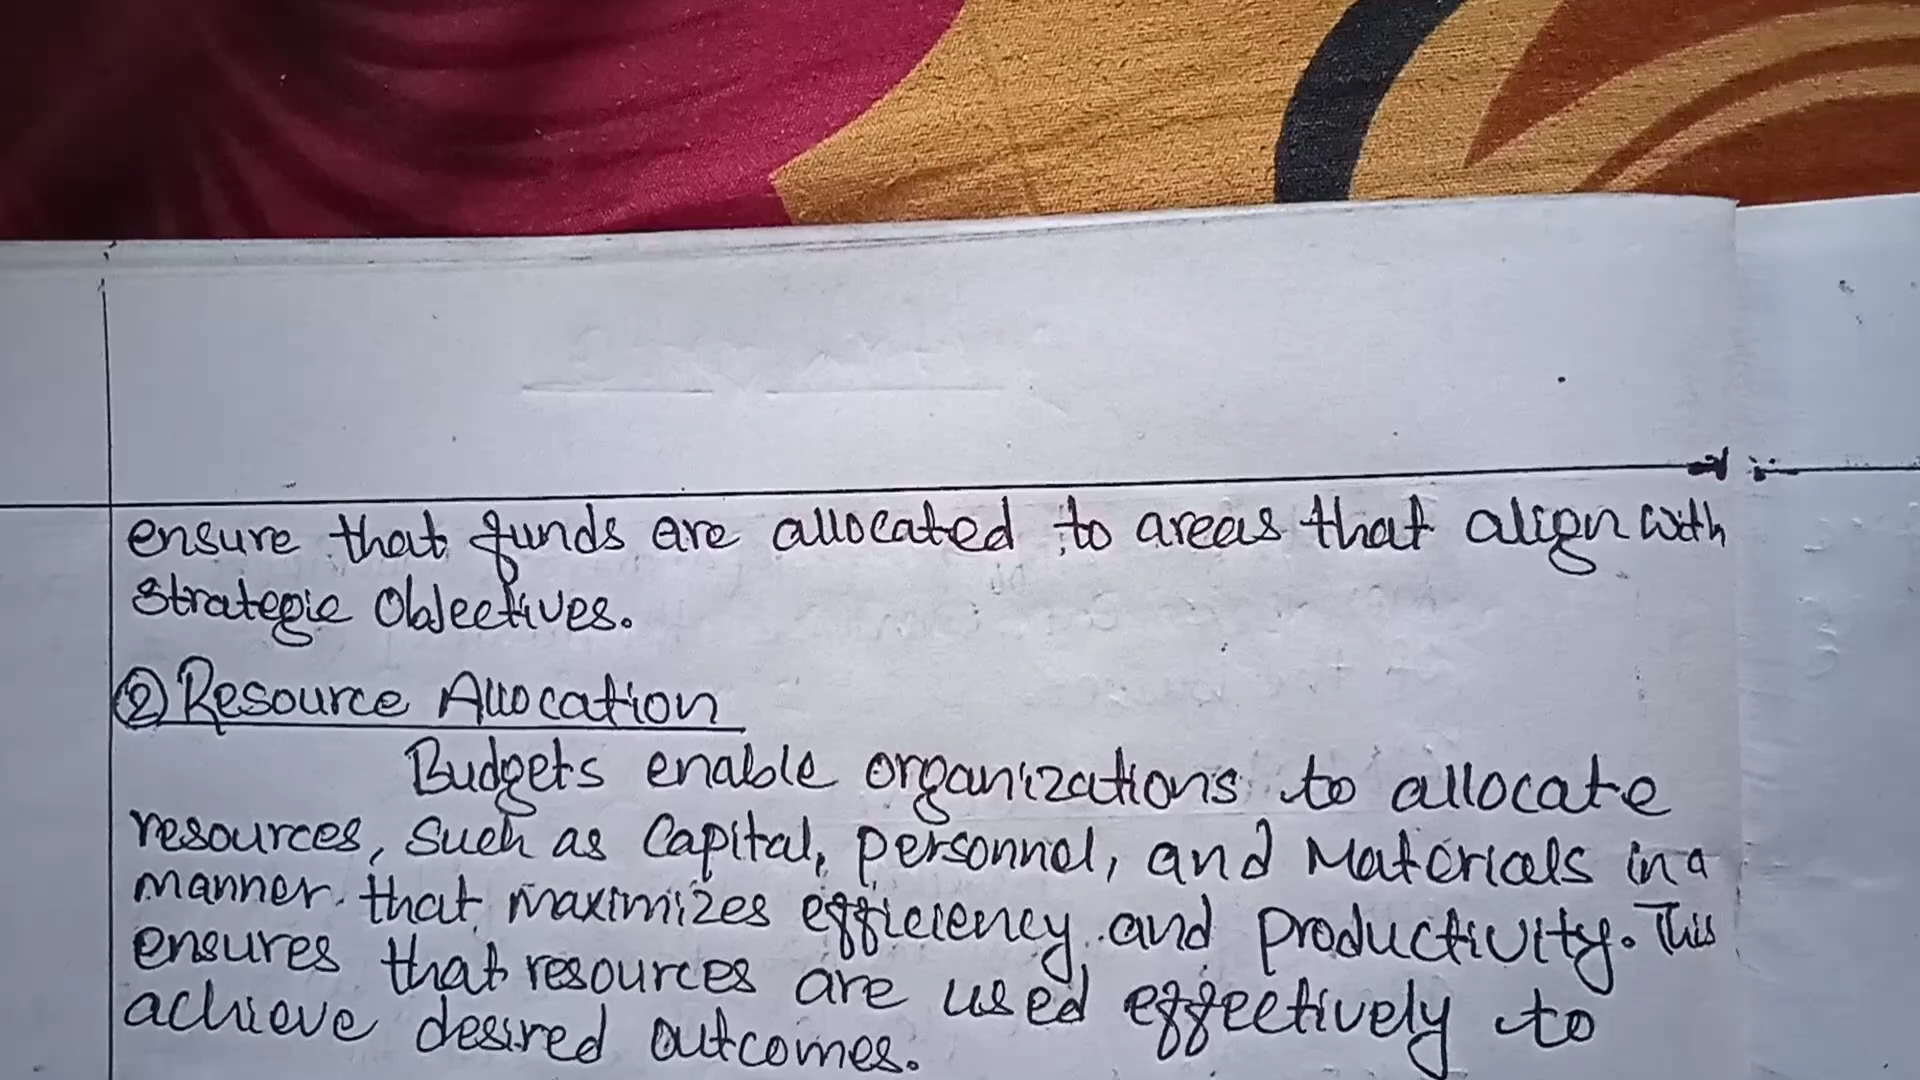 ensure that funds are allocated to areas that align with
strategic Objectives.
② Resource Allocation
Budgets enable organizations to allocate
resources, such as Capital, personnel, and Materials in a
manner that maximizes efficiency and productivity. This
ensures that resources are used effectively to
achieve desired outcomes.